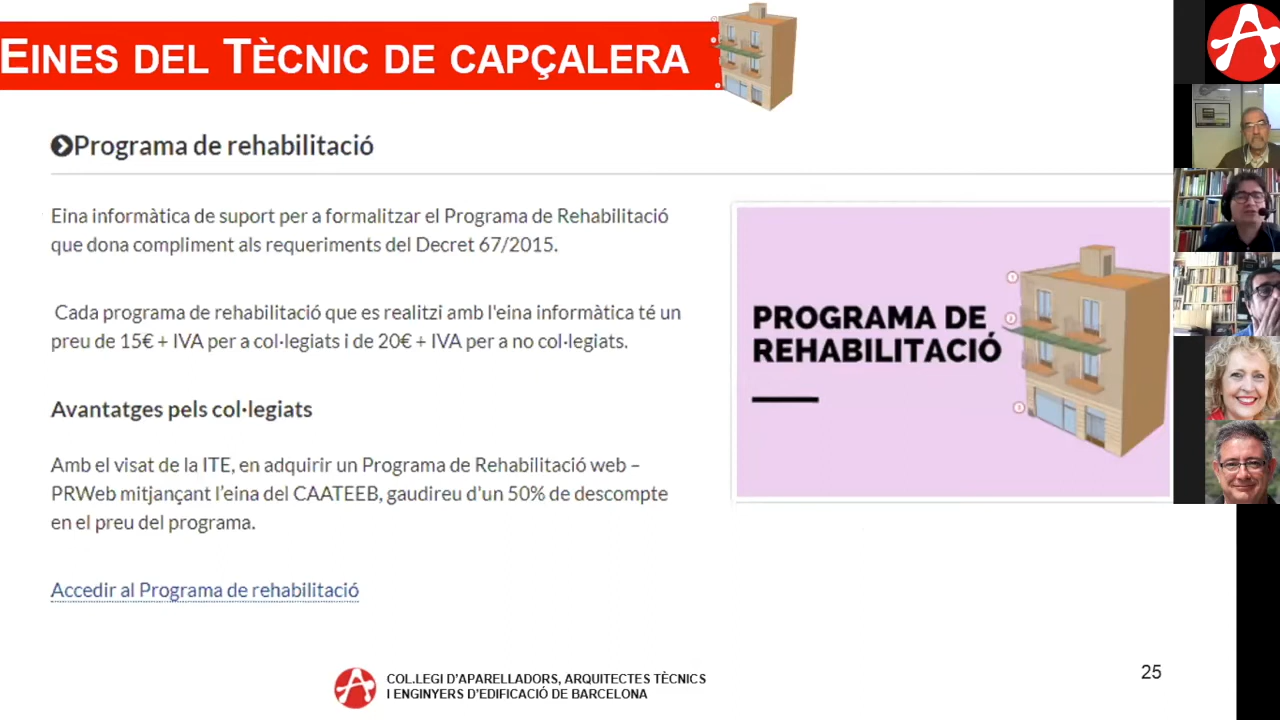 EINES DEL TÈCNIC DE CAPÇALERA
Programa de rehabilitació
Eina informàtica de suport per a formalitzar el Programa de Rehabilitació
que dona compliment als requeriments del Decret 67/2015.
Cada programa de rehabilitació que es realitzi amb l'eina informàtica té un
preu de 15€ + IVA per a col·legiats i de 20€ + IVA per a no col·legiats.
Avantatges pels col·legiats
Amb el visat de la ITE, en adquirir un Programa de Rehabilitació web –
PRWeb mitjançant l’eina del CAATEEB, gaudireu d’un 50% de descompte
en el preu del programa.
Accedir al Programa de rehabilitació
PROGRAMA DE
REHABILITACIÓ
COL.LEGI D'APARELLADORS, ARQUITECTES TÈCNICS
I ENGINYERS D'EDIFICACIÓ DE BARCELONA
25